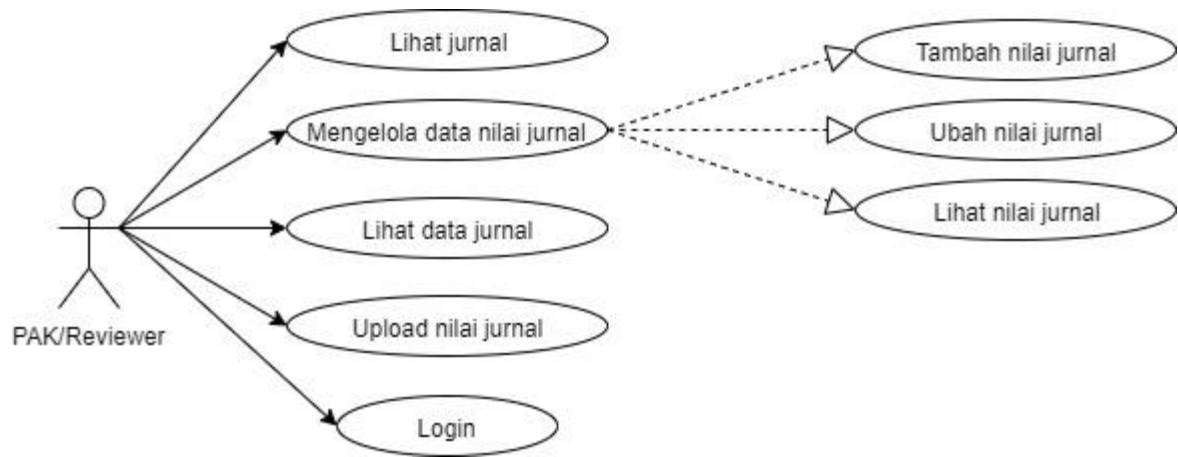 Lihat jurnal
Tambah nilai jurnal
Mengelola data nilai jurnal
Ubah nilai jurnal
Lihat data jurnal
Lihat nilai jurnal
Upload nilai jurnal
PAK/Reviewer
Login